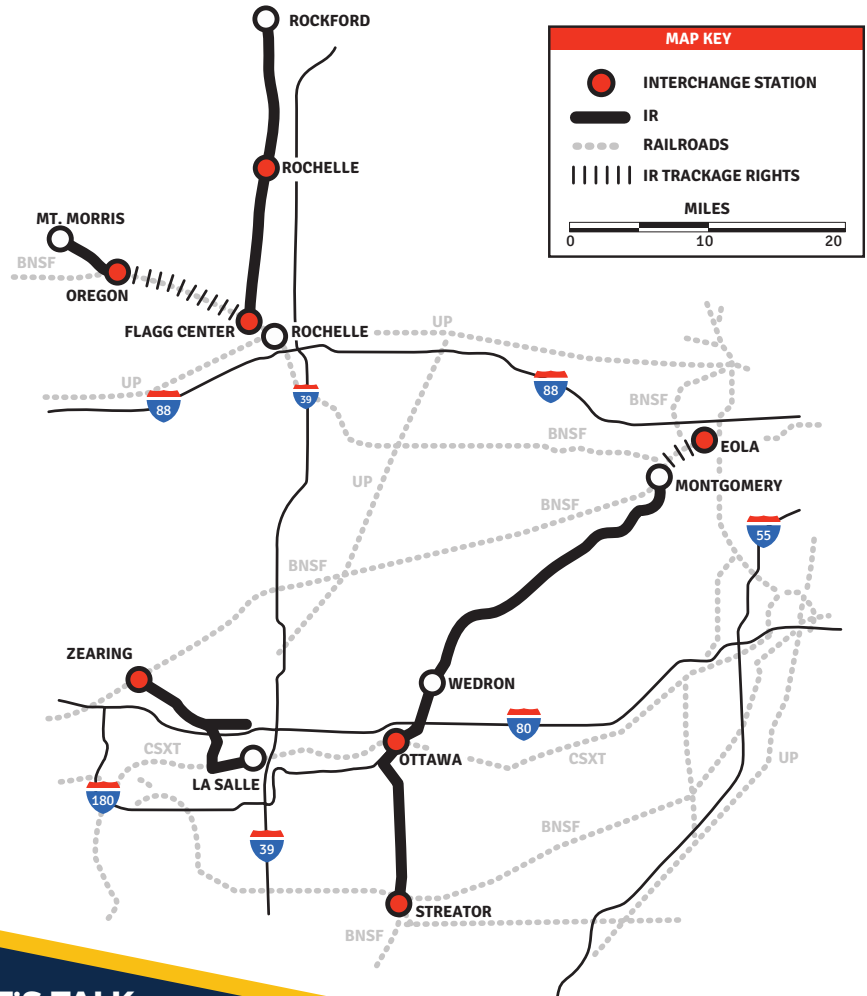 ROCKFORD
MAP KEY
INTERCHANGE STATION
IR
RAILROADS
IR TRACKAGE RIGHTS
MILES
0 10 20
ROCHELLE
MT. MORRIS
BNSF
OREGON
FLAGG CENTER
ROCHELLE
UP
UP
88
39
88
BNSF
BNSF
EOLA
UP
MONTGOMERY
BNSF
55
BNSF
ZEARING
WEDRON
80
CSXT
OTTAWA
CSXT
UP
LA SALLE
180
BNSF
39
STREATOR
BNSF
T'S TALK